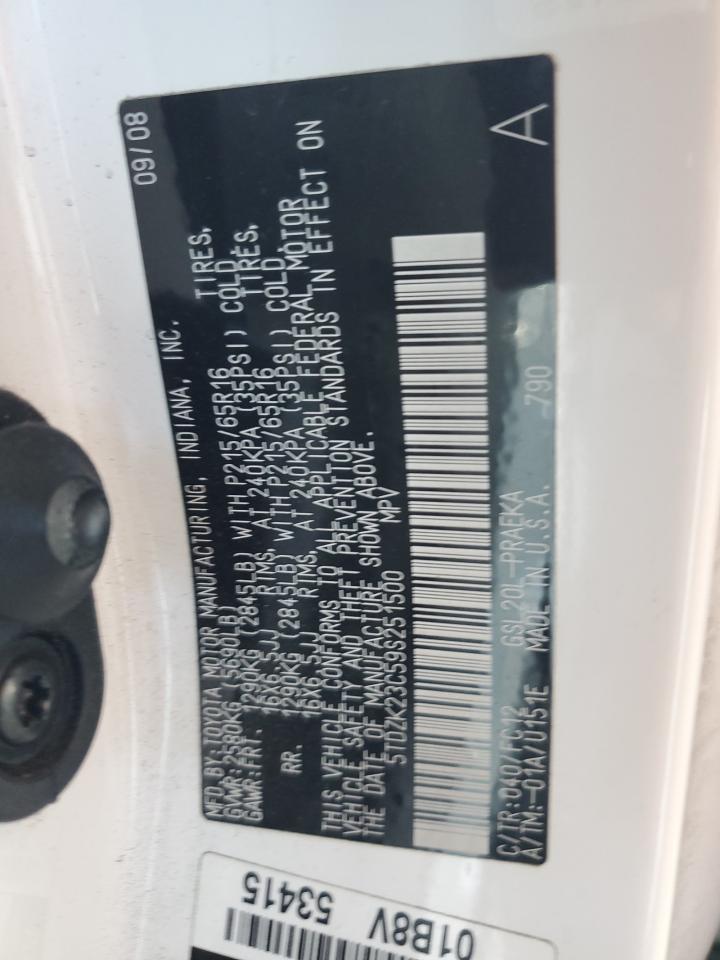 MFD. BY: TOYOTA MOTOR MANUFACTURING, INDIANA, INC. 09/08
GVWR: 2580KG (5690LB)
GAWR: FRT. 1290KG (2845LB) WITH P215/65R16 TIRES,
16X6.5JJ RIMS, AT 240KPA (35PSI) COLD.
RR. 1290KG (2845LB) WITH P215/65R16 TIRES,
16X6.5JJ RIMS, AT 240KPA (35PSI) COLD.
THIS VEHICLE CONFORMS TO ALL APPLICABLE FEDERAL MOTOR
VEHICLE SAFETY AND THEFT PREVENTION STANDARDS IN EFFECT ON
THE DATE OF MANUFACTURE SHOWN ABOVE.
5TDZK23C59S251500 MPV
C/TR: 040/FC12 GSL20L-PRAEKA 790
A/TM:-01A/U151E MADE IN U.S.A. A
53415
01B8V